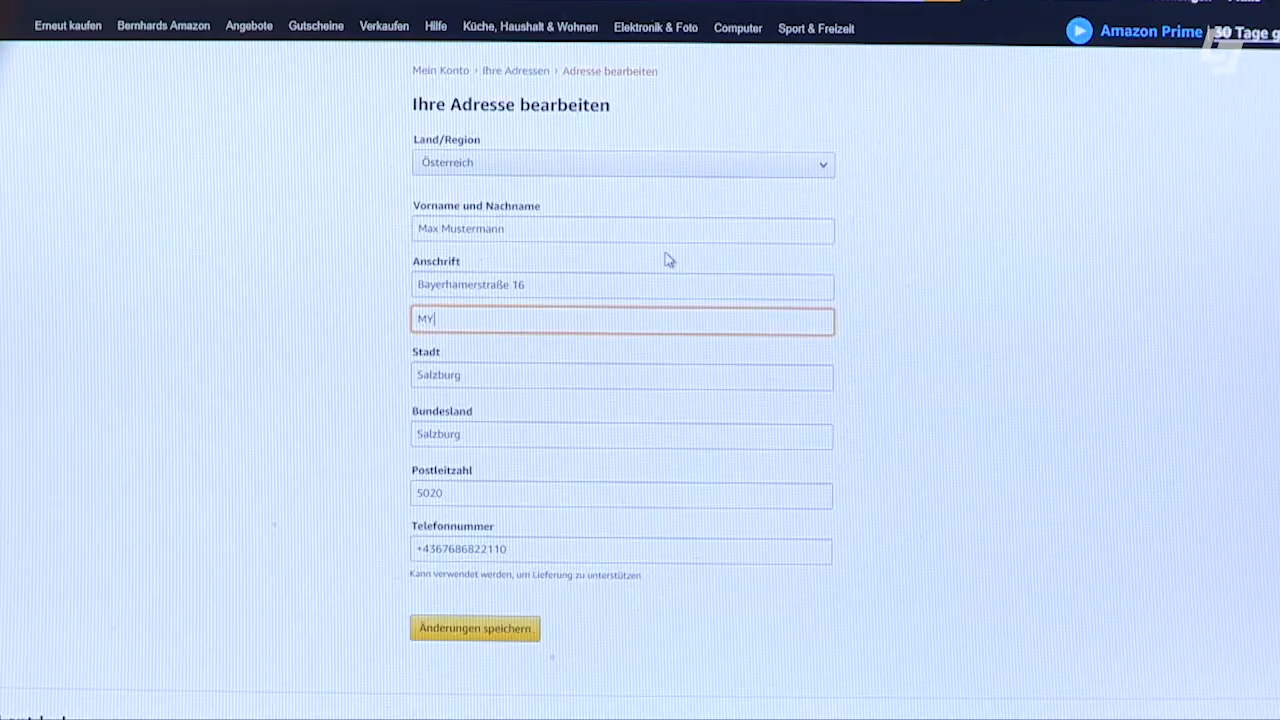 Erneut kaufen Bernhards Amazon Angebote Gutscheine Verkaufen Hilfe Küche, Haushalt & Wohnen Elektronik & Foto Computer Sport & Freizeit Amazon Prime | 30 Tage g
Mein Konto › Ihre Adressen › Adresse bearbeiten
Ihre Adresse bearbeiten
Land/Region
Österreich
Vorname und Nachname
Max Mustermann
Anschrift
Bayerhamerstraße 16
MY
Stadt
Salzburg
Bundesland
Salzburg
Postleitzahl
5020
Telefonnummer
+4367686822110
Kann verwendet werden, um Lieferung zu unterstützen
Änderungen speichern